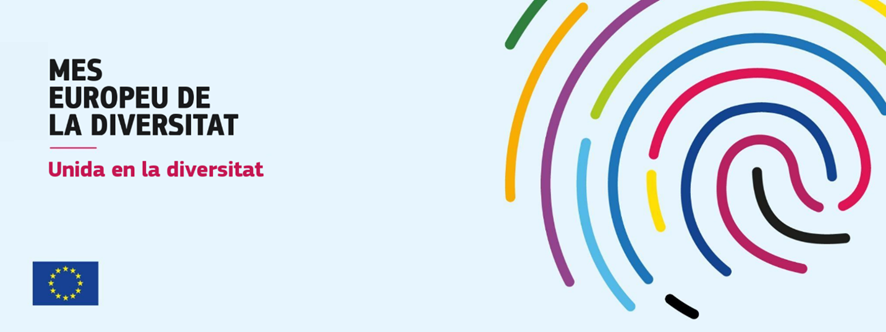 MES
EUROPEU DE
LA DIVERSITAT
Unida en la diversitat